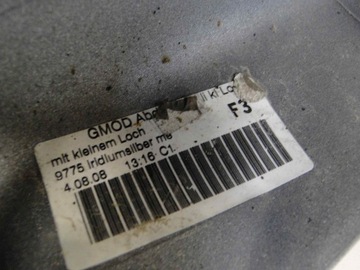 GMOD Ab
F3
mit kleinem Loch
9775 Iridiumsilber me
4.08.08 13:16 C1.